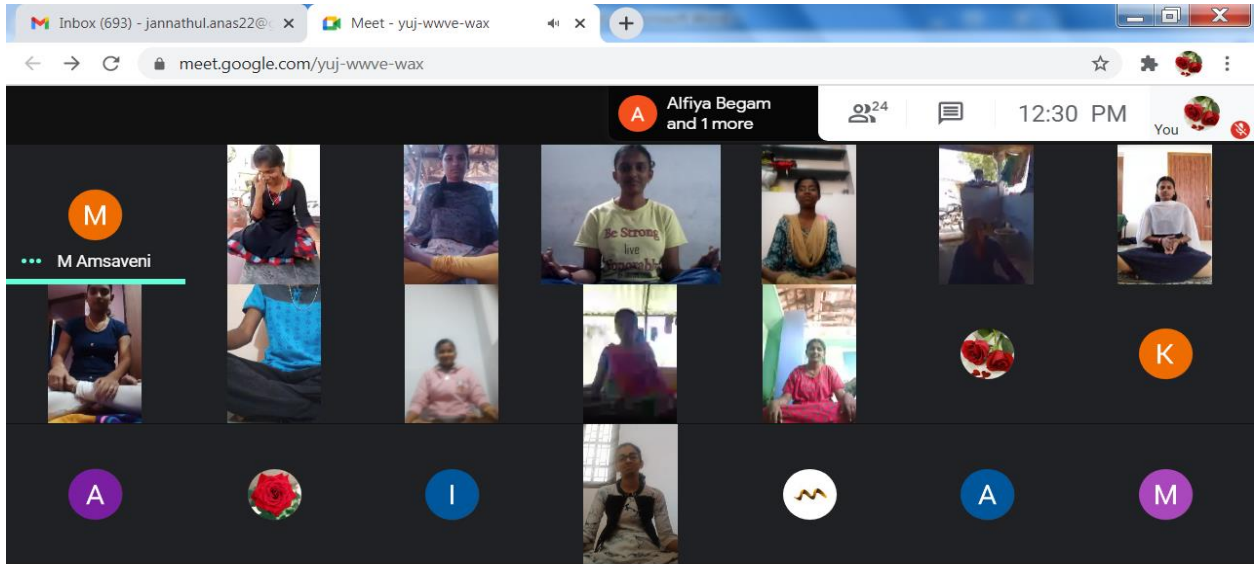 Inbox (693) - jannathul.anas22@
Meet - yuj-wwve-wax
meet.google.com/yuj-wwve-wax
A
Alfiya Begam
and 1 more
24
12:30 PM
You
M
M Amsaveni
Be Strong
live
K
A
I
A
M